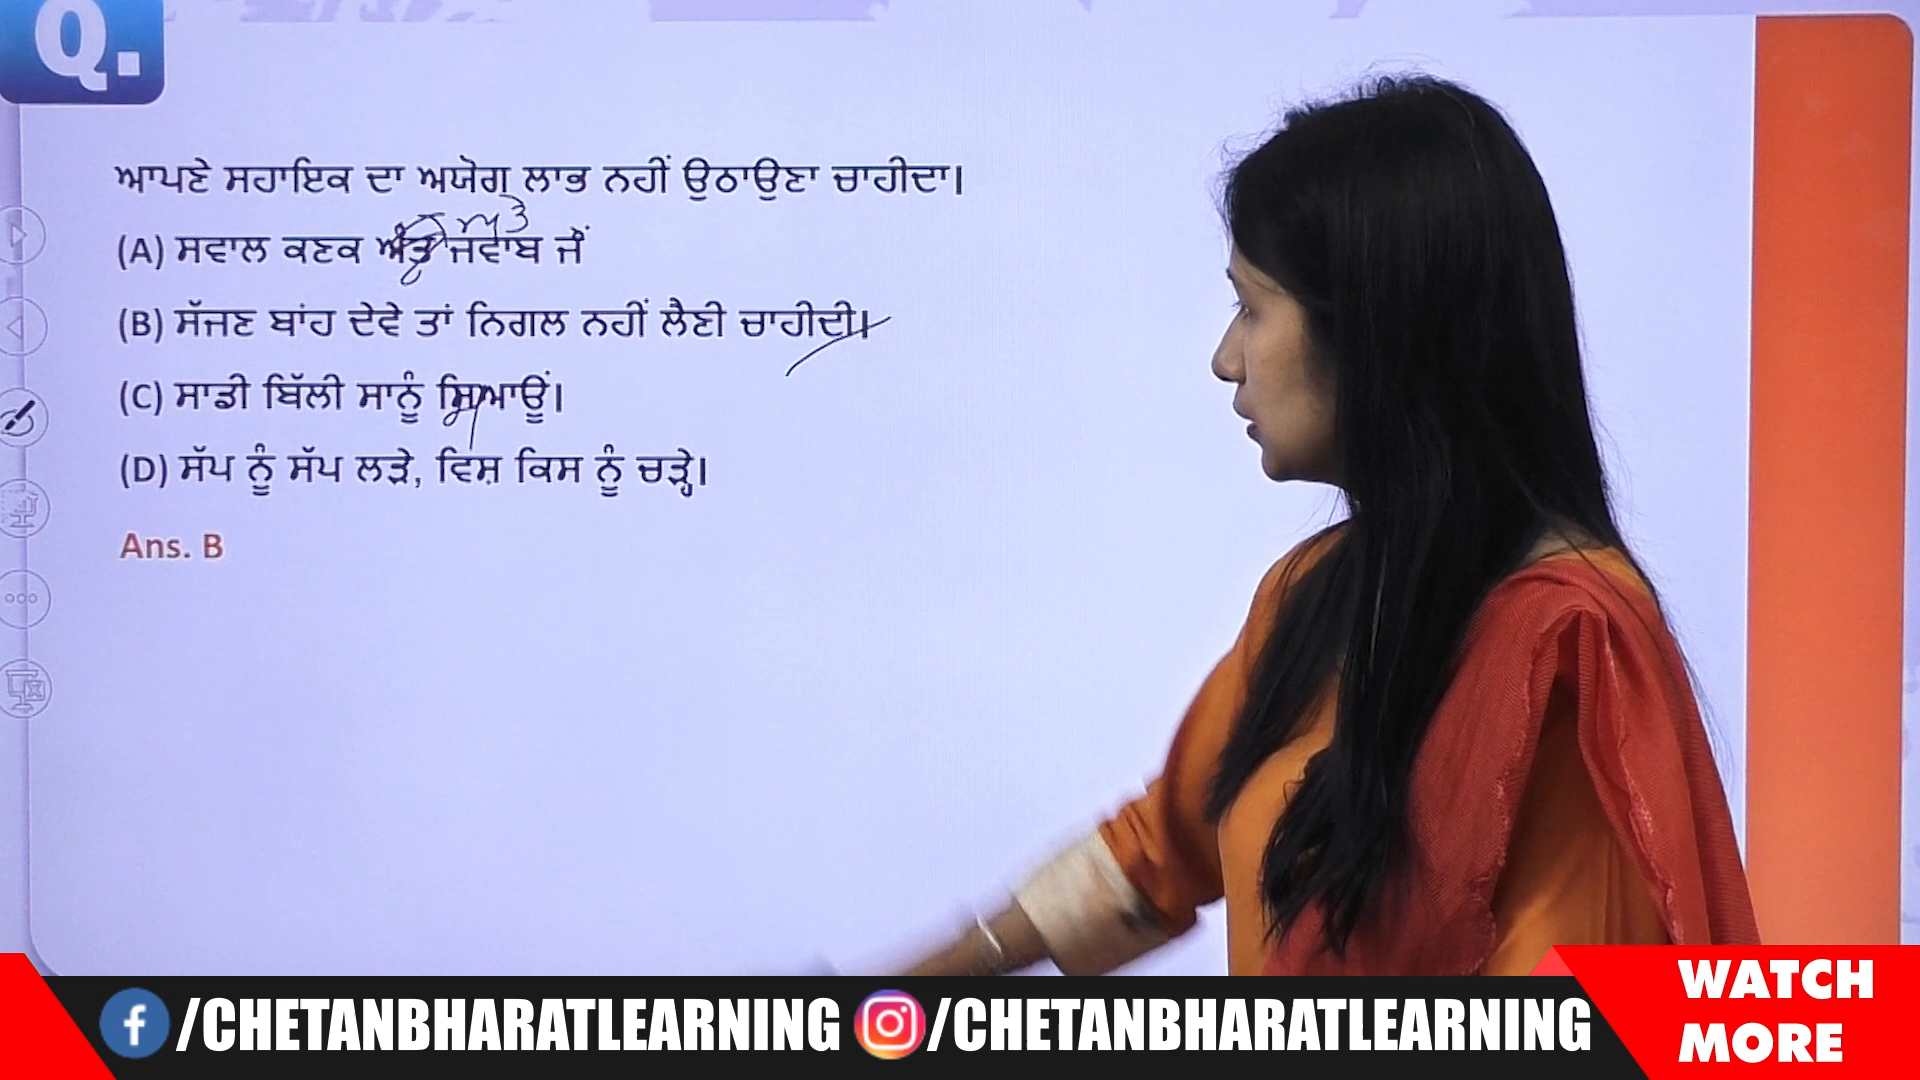 Q.
ਆਪਣੇ ਸਹਾਇਕ ਦਾ ਅਯੋਗ ਲਾਭ ਨਹੀਂ ਉਠਾਉਣਾ ਚਾਹੀਦਾ।
(A) ਸਵਾਲ ਕਣਕ ਜਵਾਬ ਜੌਂ
(B) ਸੱਜਣ ਬਾਂਹ ਦੇਵੇ ਤਾਂ ਨਿਗਲ ਨਹੀਂ ਲੈਣੀ ਚਾਹੀਦੀ।
(C) ਸਾਡੀ ਬਿੱਲੀ ਸਾਨੂੰ ਮਿਆਊਂ।
(D) ਸੱਪ ਨੂੰ ਸੱਪ ਲੜੇ, ਵਿਸ਼ ਕਿਸ ਨੂੰ ਚੜ੍ਹੇ।
Ans. B
/CHETANBHARATLEARNING /CHETANBHARATLEARNING
WATCH
MORE